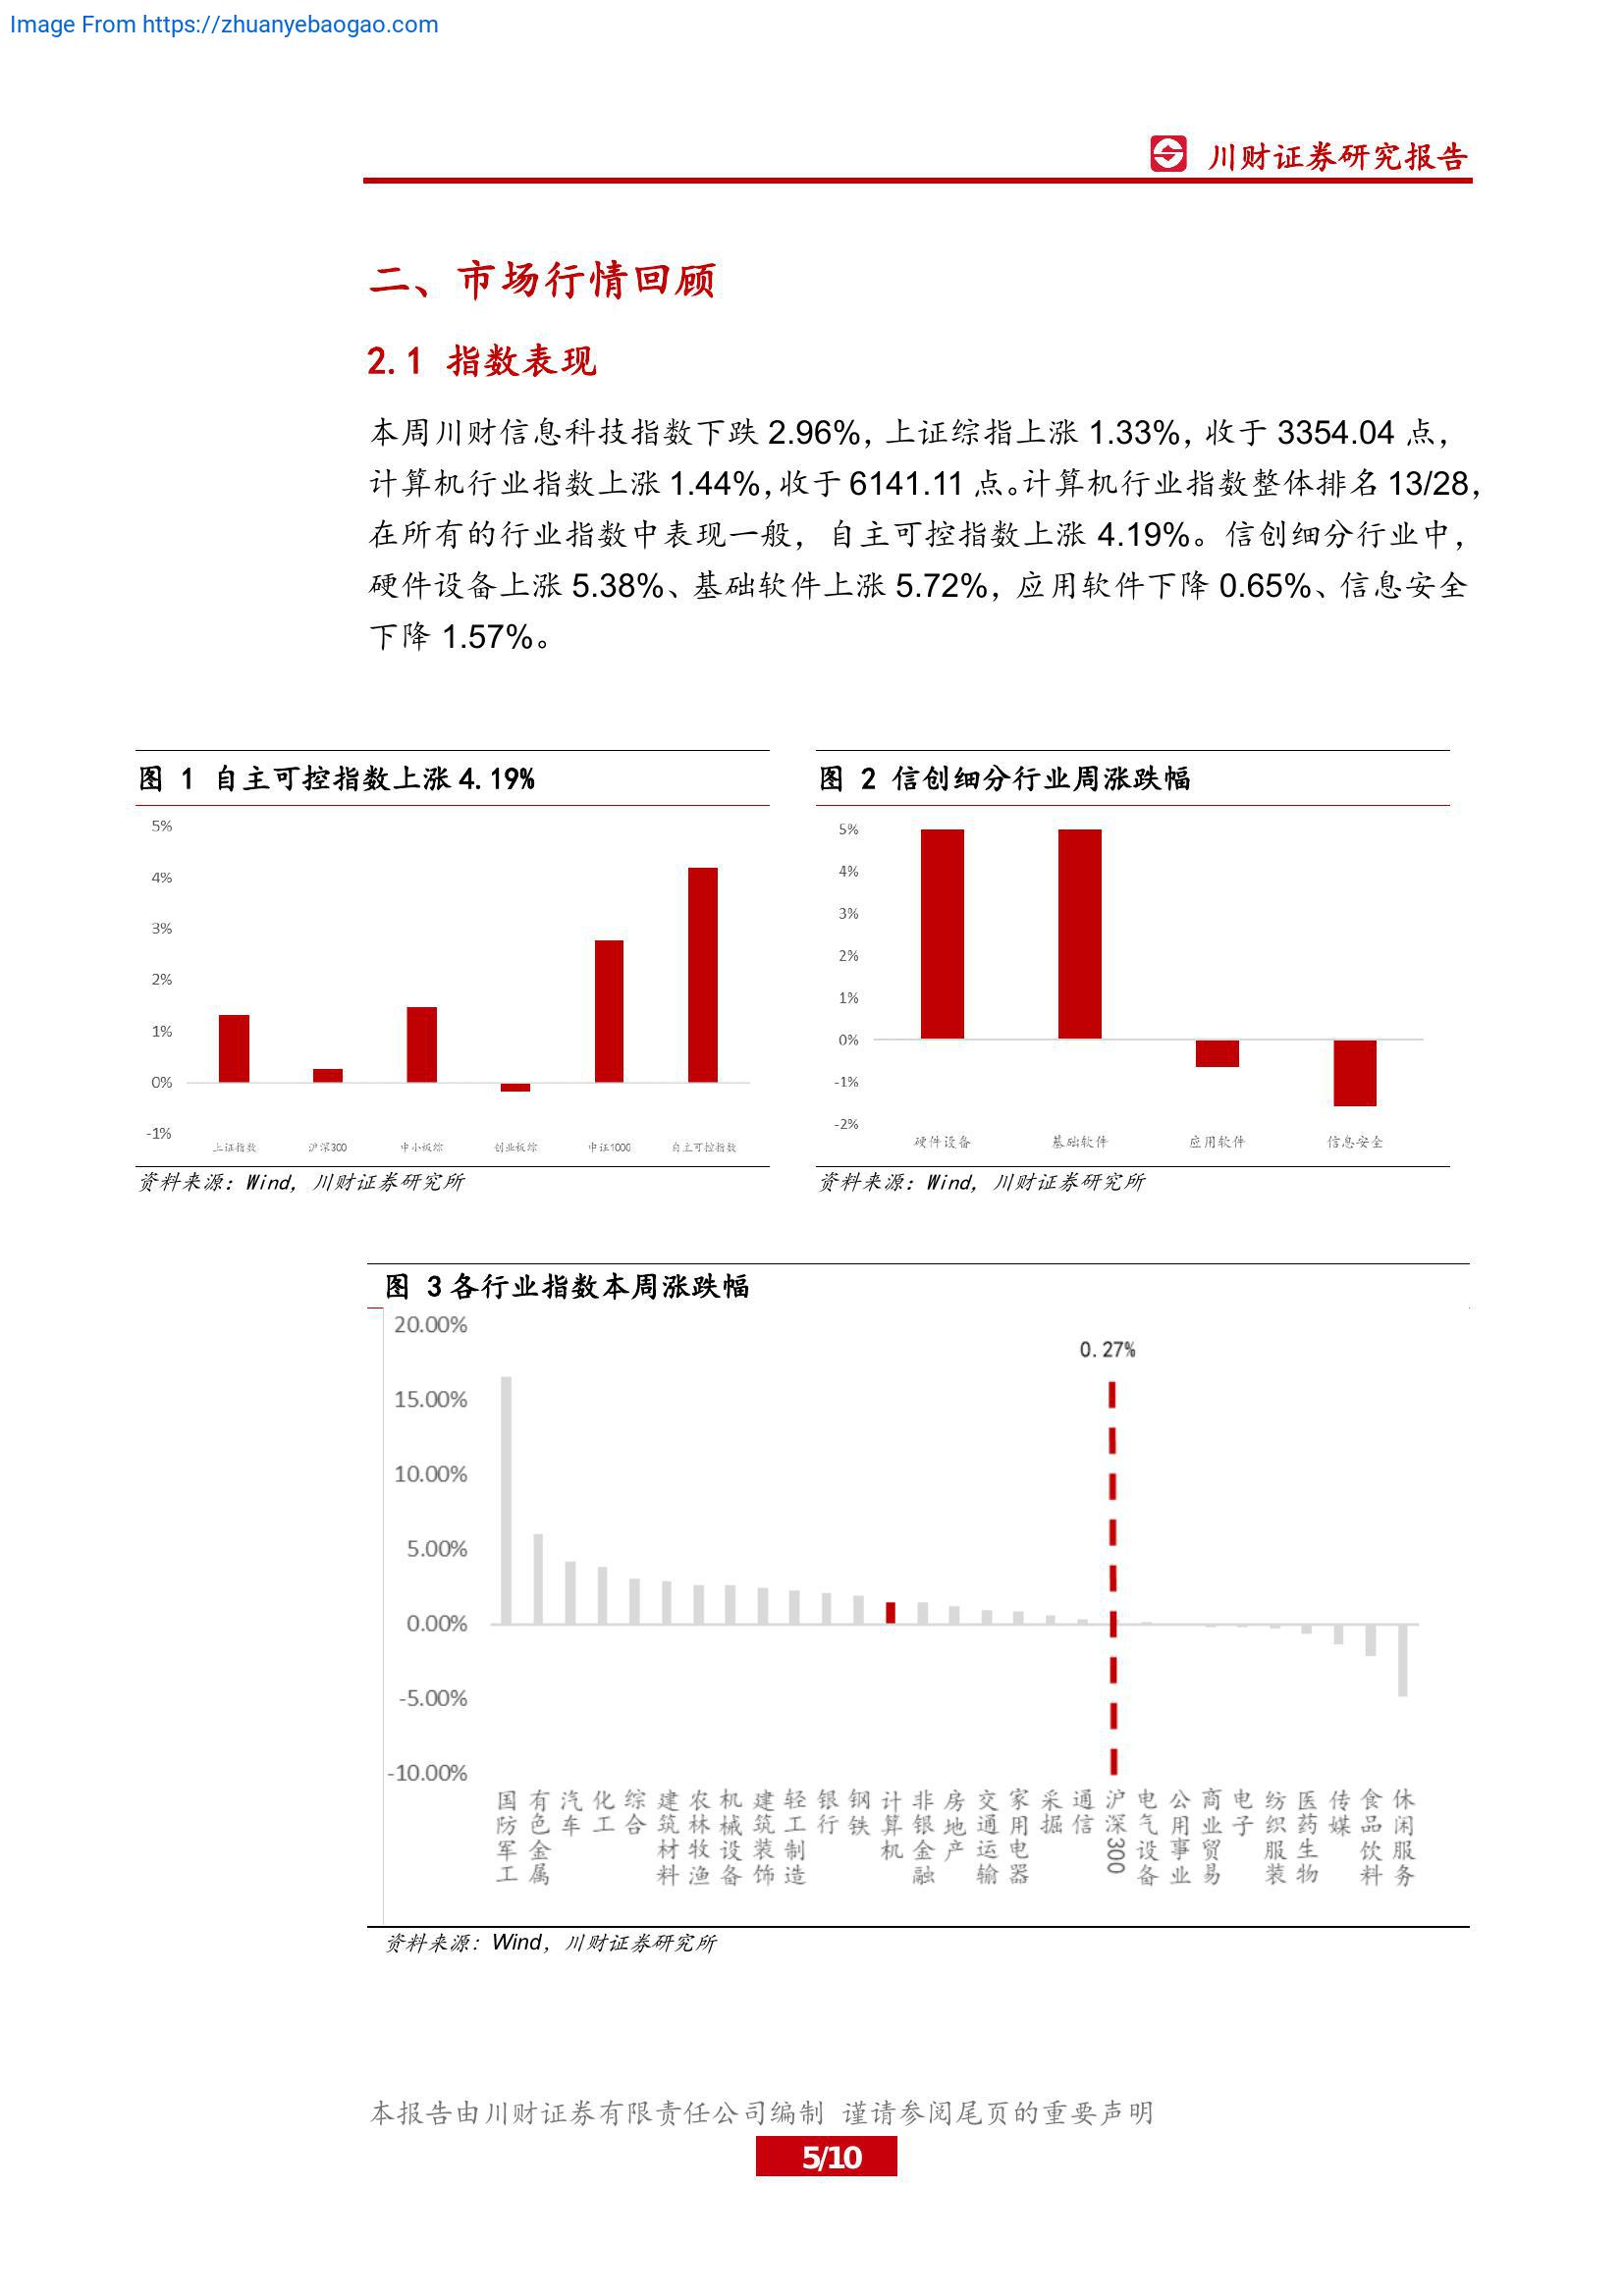 Image From https://zhuanyebaogao.com
川财证券研究报告
二、市场行情回顾
2.1 指数表现
本周川财信息科技指数下跌 2.96%，上证综指上涨 1.33%，收于 3354.04 点，
计算机行业指数上涨 1.44%，收于 6141.11 点。计算机行业指数整体排名 13/28，
在所有的行业指数中表现一般，自主可控指数上涨 4.19%。信创细分行业中，
硬件设备上涨 5.38%、基础软件上涨 5.72%，应用软件下降 0.65%、信息安全
下降 1.57%。
图 1 自主可控指数上涨 4.19%
5%
4%
3%
2%
1%
0%
-1%
上证指数 沪深300 中小板综 创业板综 中证1000 自主可控指数
资料来源：Wind，川财证券研究所
图 2 信创细分行业周涨跌幅
5%
4%
3%
2%
1%
0%
-1%
-2%
硬件设备 基础软件 应用软件 信息安全
资料来源：Wind，川财证券研究所
图 3 各行业指数本周涨跌幅
20.00%
0.27%
15.00%
10.00%
5.00%
0.00%
-5.00%
-10.00%
国防军工 有色金属 汽车 化工 综合 建筑材料 农林牧渔 机械设备 建筑装饰 轻工制造 银行 钢铁 计算机 非银金融 房地产 交通运输 家用电器 采掘 通信 沪深300 电气设备 公用事业 商业贸易 电子 纺织服装 医药生物 传媒 食品饮料 休闲服务
资料来源：Wind，川财证券研究所
本报告由川财证券有限责任公司编制 谨请参阅尾页的重要声明
5/10